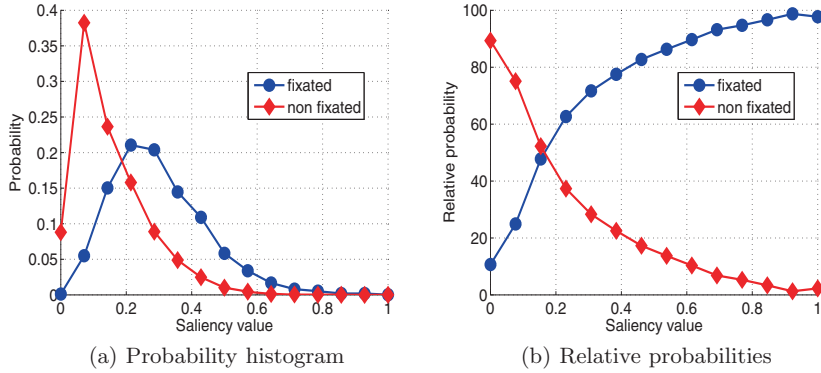 0.4
0.35
0.3
0.25
0.2
0.15
0.1
0.05
0
Probability
0 0.2 0.4 0.6 0.8 1
Saliency value
fixated
non fixated
(a) Probability histogram
100
80
60
40
20
0
Relative probability
0 0.2 0.4 0.6 0.8 1
Saliency value
fixated
non fixated
(b) Relative probabilities